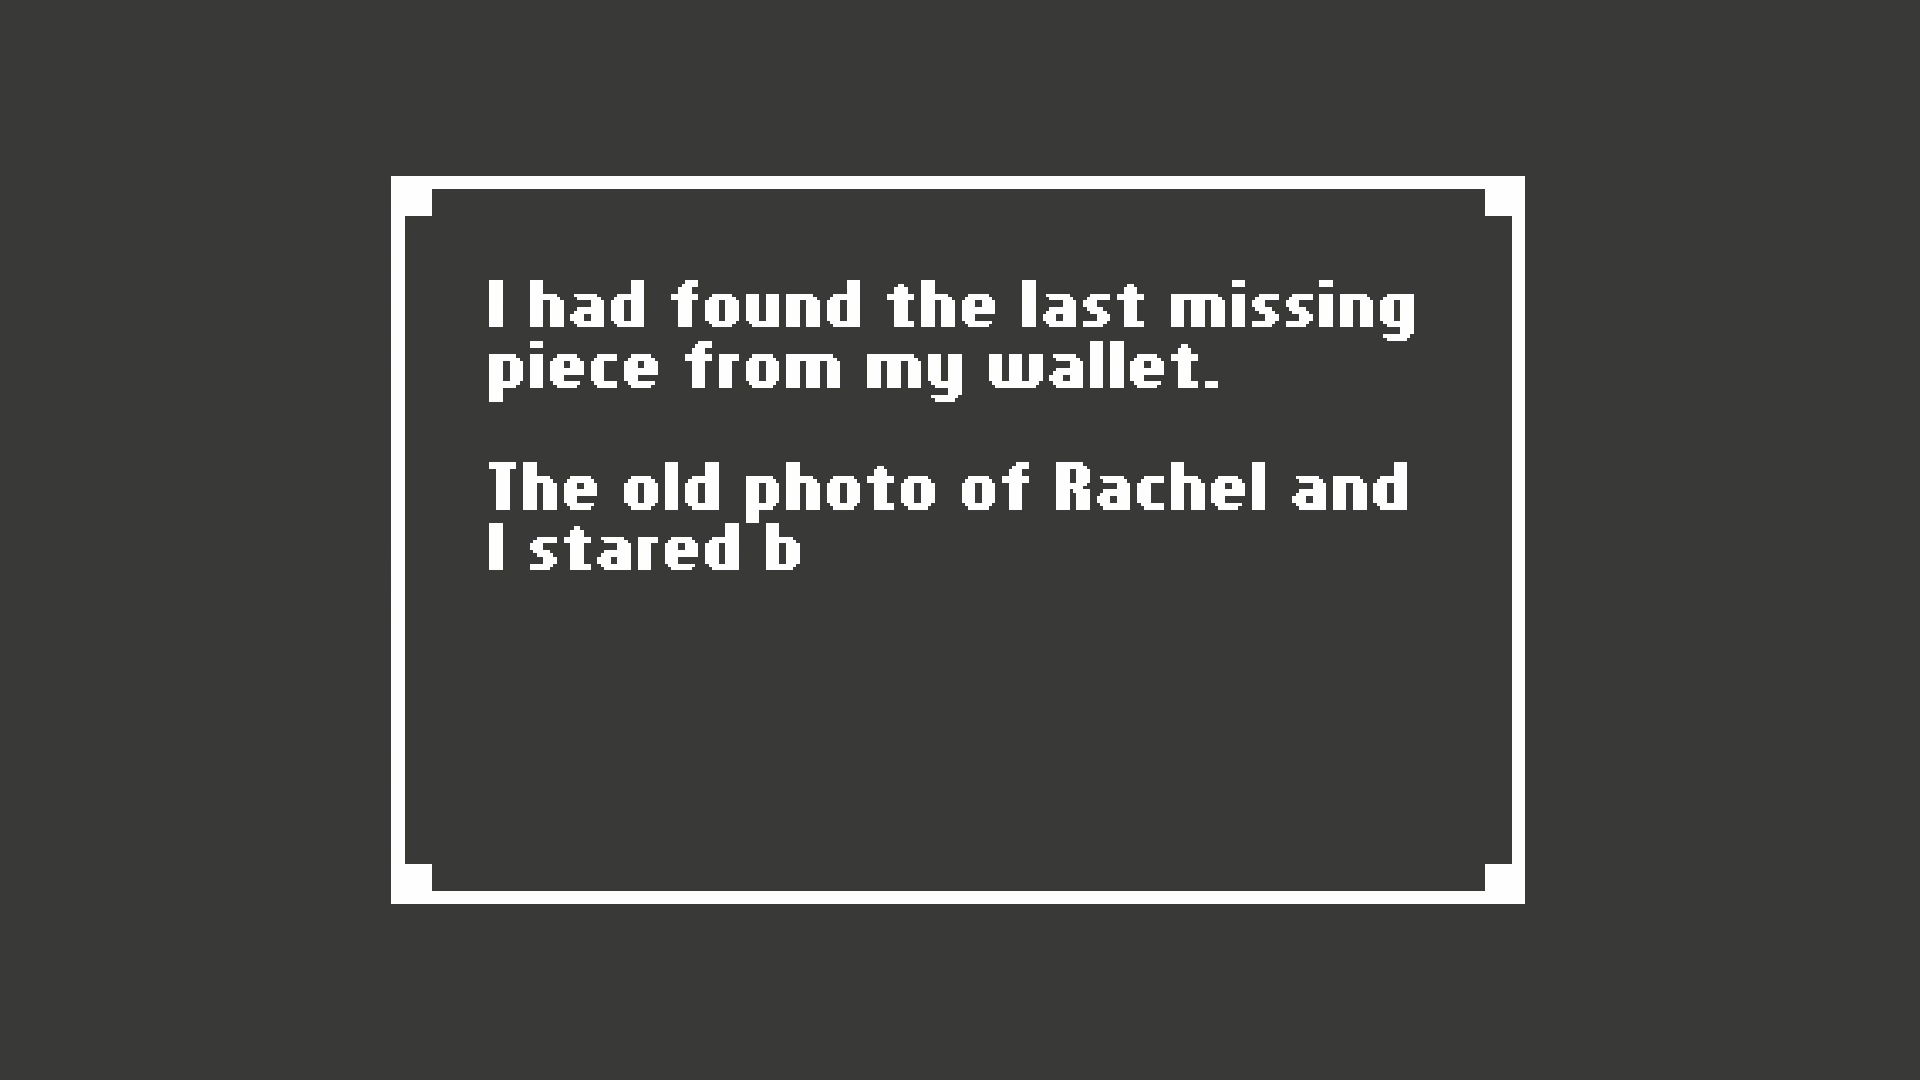 I had found the last missing
piece from my wallet.
The old photo of Rachel and
I stared b